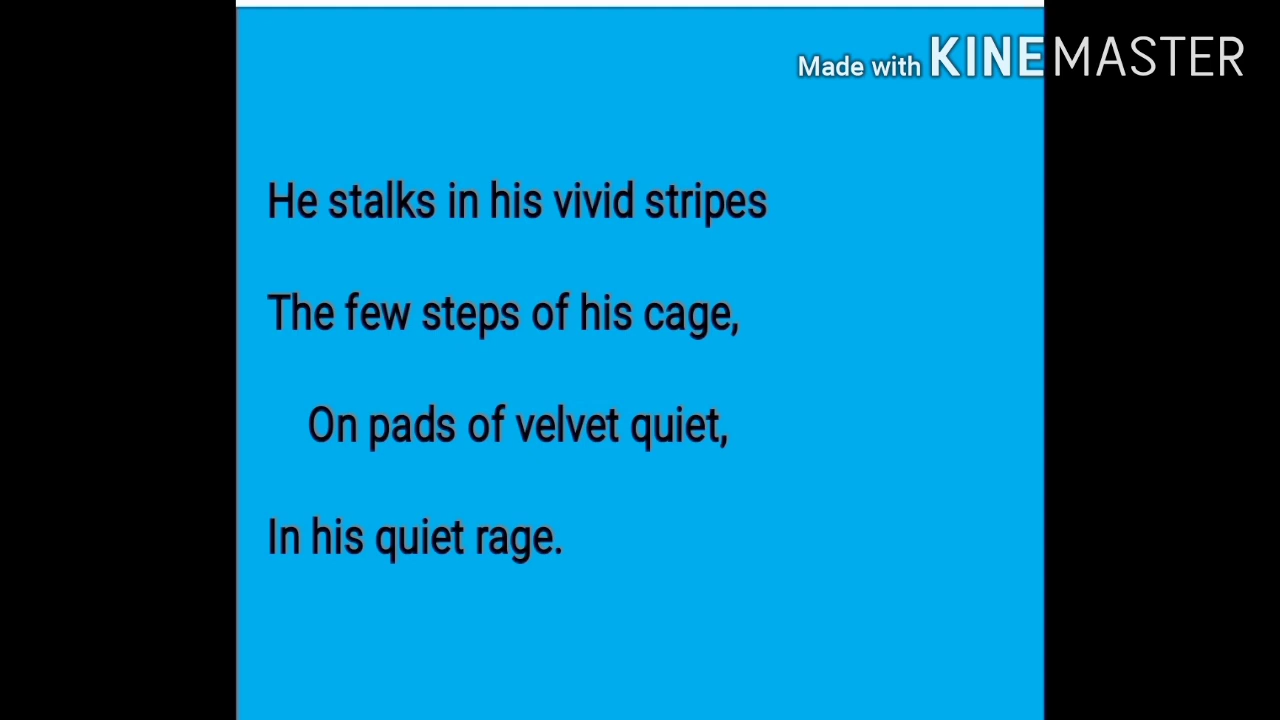 Made with KINEMASTER
He stalks in his vivid stripes
The few steps of his cage,
On pads of velvet quiet,
In his quiet rage.